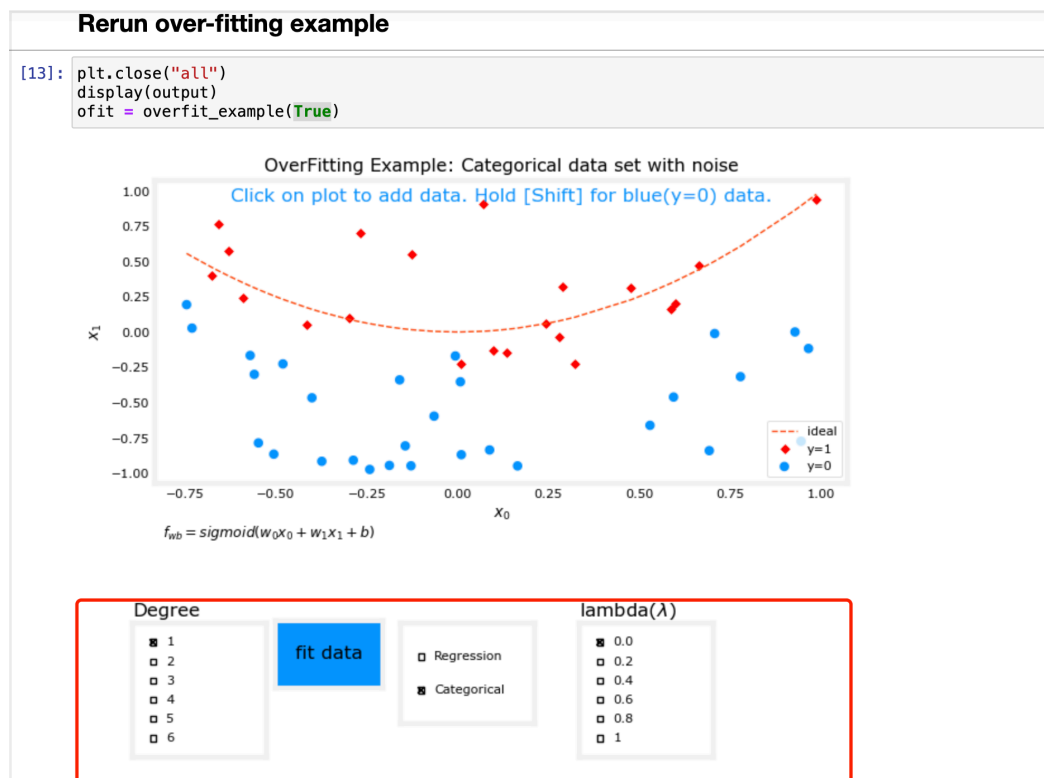 Rerun over-fitting example
[13]: plt.close("all")
display(output)
ofit = overfit_example(True)
OverFitting Example: Categorical data set with noise
Click on plot to add data. Hold [Shift] for blue(y=0) data.
1.00
0.75
0.50
0.25
0.00
−0.25
−0.50
−0.75
−1.00
x₁
ideal
y=1
y=0
−0.75 −0.50 −0.25 0.00 0.25 0.50 0.75 1.00
x₀
f_wb = sigmoid(w₀x₀ + w₁x₁ + b)
Degree
1
2
3
4
5
6
fit data
Regression
Categorical
lambda(λ)
0.0
0.2
0.4
0.6
0.8
1